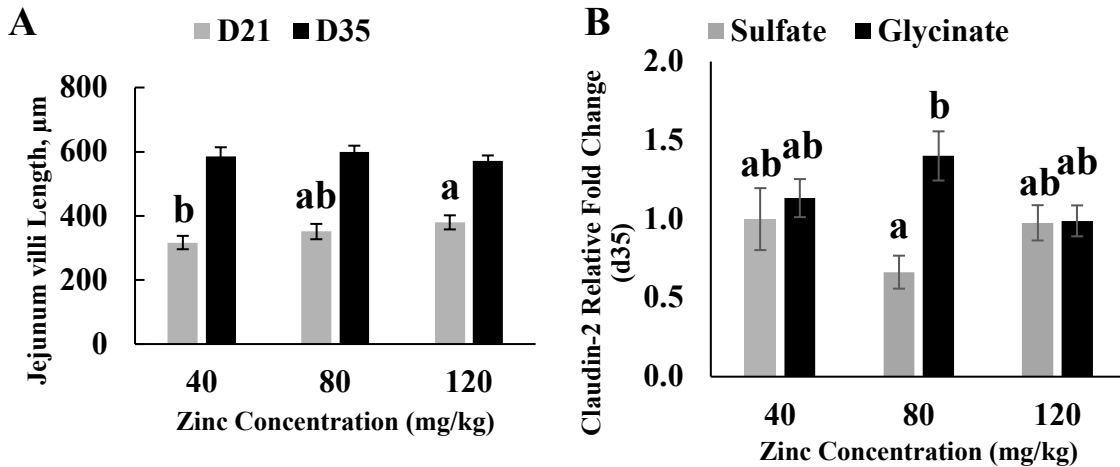 A
D21 D35
Jejunum villi Length, µm
800
600
400
200
0
b
ab
a
40 80 120
Zinc Concentration (mg/kg)
B
Sulfate Glycinate
Claudin-2 Relative Fold Change
(d35)
2.0
1.5
1.0
0.5
0.0
ab ab
a b
ab ab
40 80 120
Zinc Concentration (mg/kg)